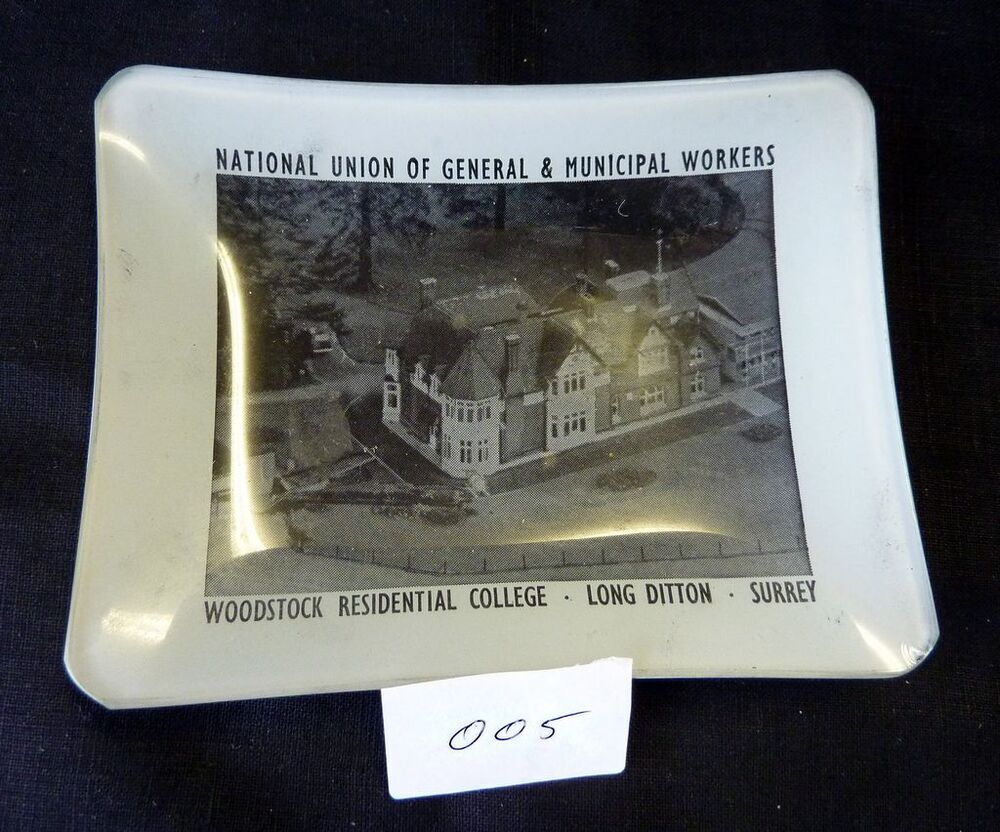 NATIONAL UNION OF GENERAL & MUNICIPAL WORKERS
WOODSTOCK RESIDENTIAL COLLEGE · LONG DITTON · SURREY
005